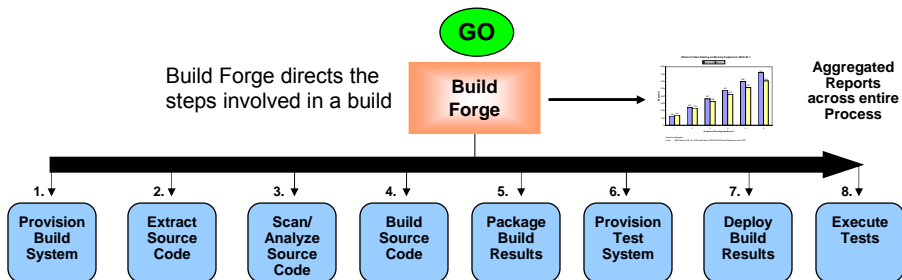 GO
Build Forge directs the
steps involved in a build
Build
Forge
Aggregated
Reports
across entire
Process
1.
Provision
Build
System
2.
Extract
Source
Code
3.
Scan/
Analyze
Source
Code
4.
Build
Source
Code
5.
Package
Build
Results
6.
Provision
Test
System
7.
Deploy
Build
Results
8.
Execute
Tests